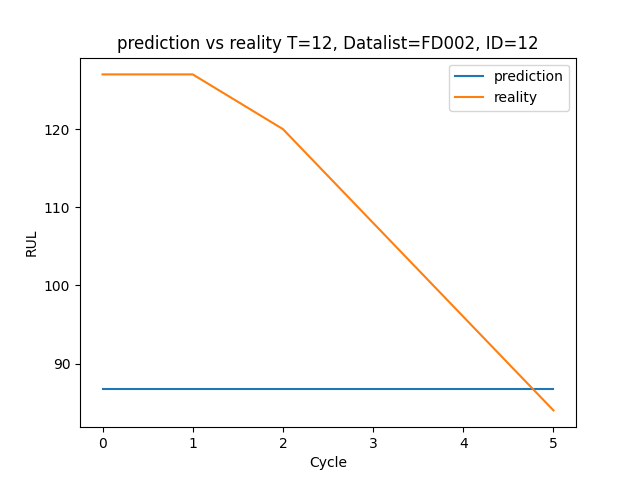 prediction vs reality T=12, Datalist=FD002, ID=12
prediction
reality
RUL
120
110
100
90
0 1 2 3 4 5
Cycle